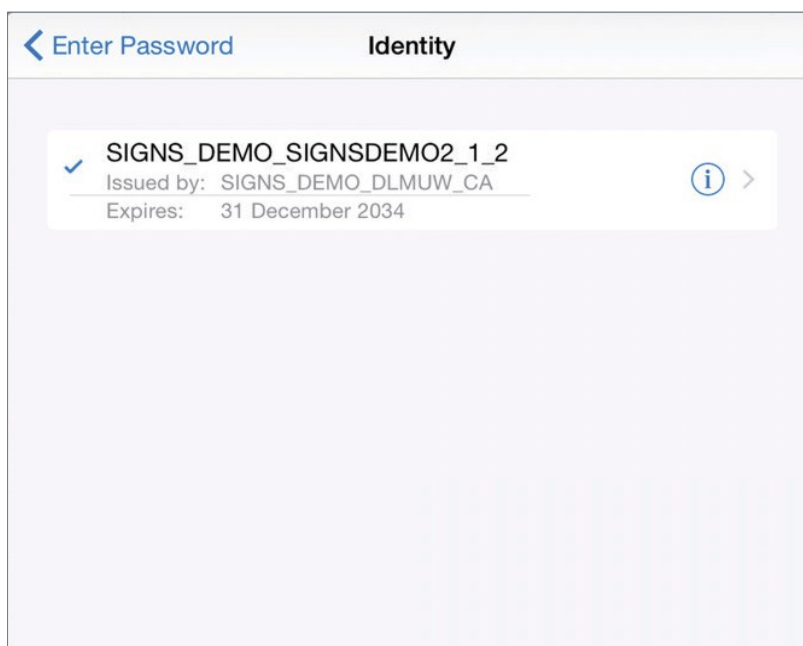 Enter Password
Identity
SIGNS_DEMO_SIGNSDEMO2_1_2
Issued by: SIGNS_DEMO_DLMUW_CA
Expires: 31 December 2034